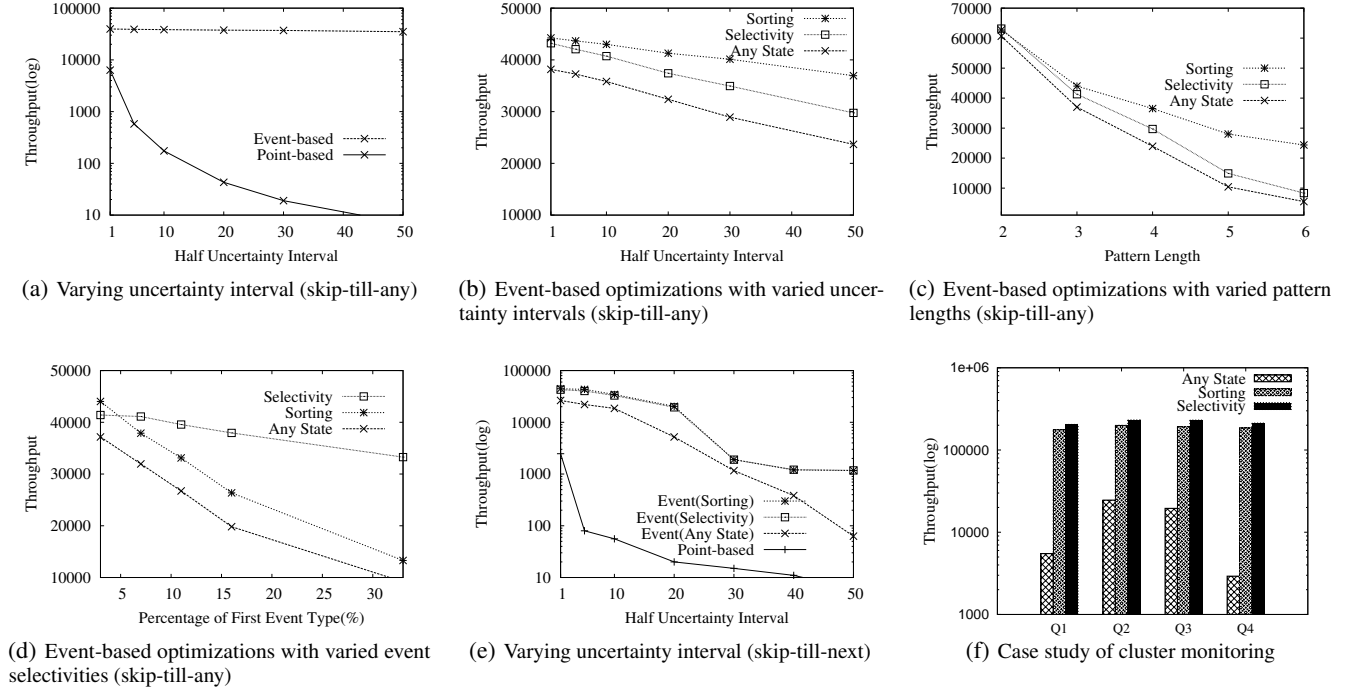 100000
10000
1000
100
10
Throughput(log)
Event-based
Point-based
1 10 20 30 40 50
Half Uncertainty Interval
(a) Varying uncertainty interval (skip-till-any)
50000
40000
30000
20000
10000
Throughput
Sorting
Selectivity
Any State
1 10 20 30 40 50
Half Uncertainty Interval
(b) Event-based optimizations with varied uncer-
tainty intervals (skip-till-any)
70000
60000
50000
40000
30000
20000
10000
Throughput
Sorting
Selectivity
Any State
2 3 4 5 6
Pattern Length
(c) Event-based optimizations with varied pattern
lengths (skip-till-any)
50000
40000
30000
20000
10000
Throughput
Selectivity
Sorting
Any State
5 10 15 20 25 30
Percentage of First Event Type(%)
(d) Event-based optimizations with varied event
selectivities (skip-till-any)
100000
10000
1000
100
10
Throughput(log)
Event(Sorting)
Event(Selectivity)
Event(Any State)
Point-based
1 10 20 30 40 50
Half Uncertainty Interval
(e) Varying uncertainty interval (skip-till-next)
1e+06
100000
10000
1000
Throughput(log)
Any State
Sorting
Selectivity
Q1 Q2 Q3 Q4
(f) Case study of cluster monitoring